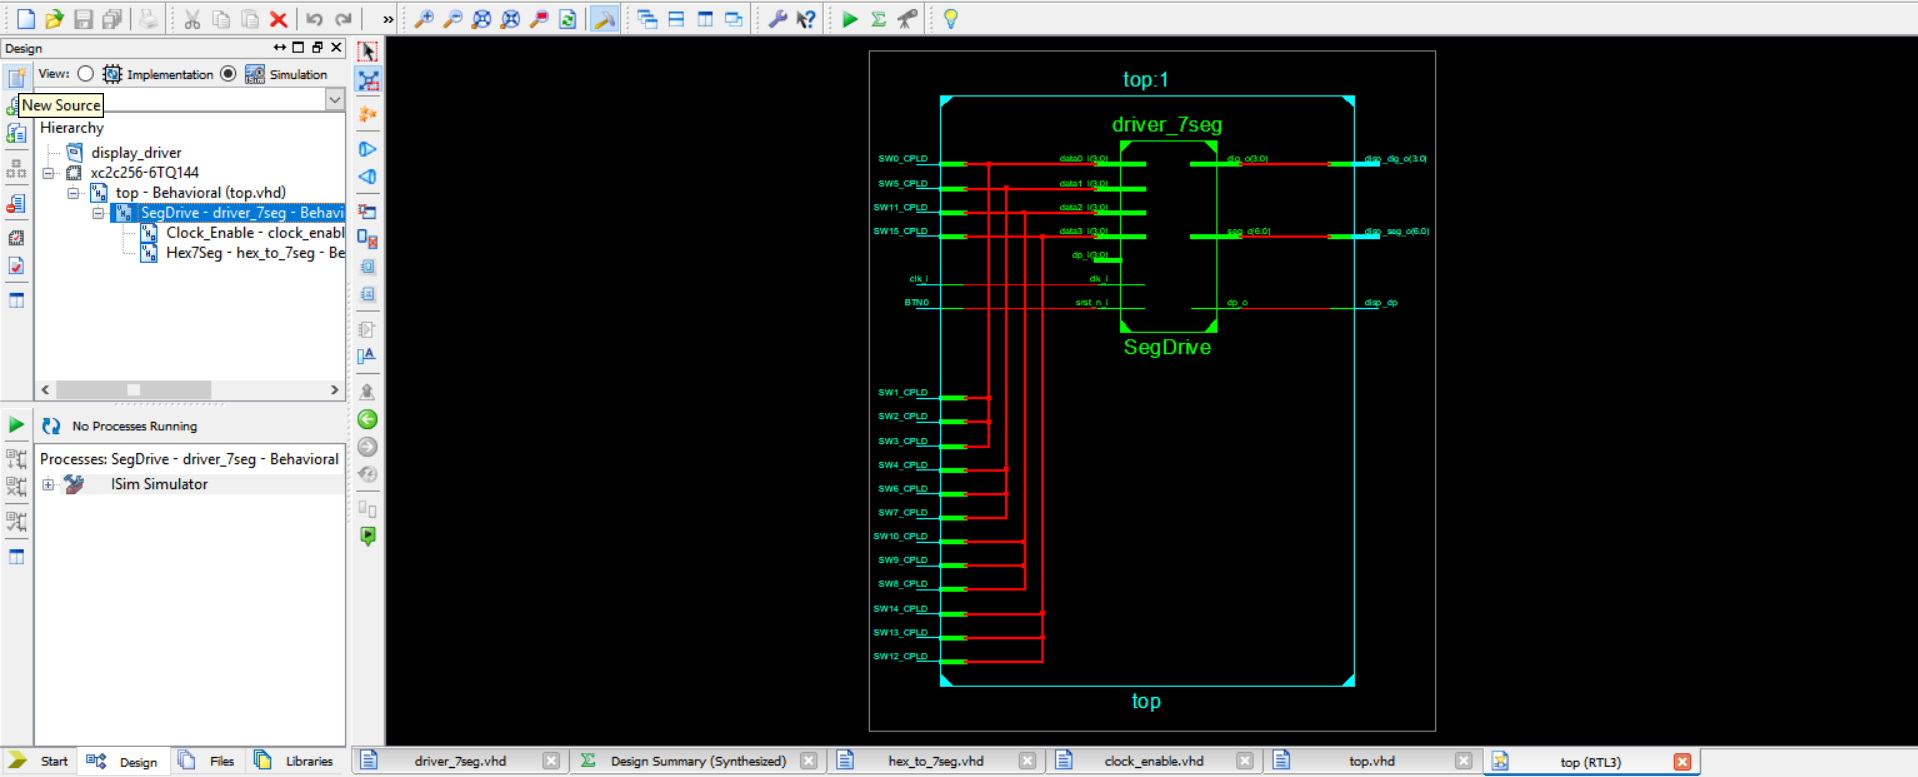 Design
View: Implementation Simulation
New Source
Hierarchy
display_driver
xc2c256-6TQ144
top - Behavioral (top.vhd)
SegDrive - driver_7seg - Behavi
Clock_Enable - clock_enabl
Hex7Seg - hex_to_7seg - Be
No Processes Running
Processes: SegDrive - driver_7seg - Behavioral
ISim Simulator
top:1
driver_7seg
SW0_CPLD data0_i(3:0) dig_o(3:0) disp_dig_o(3:0)
SW5_CPLD data1_i(3:0)
SW11_CPLD data2_i(3:0)
SW15_CPLD data3_i(3:0) seg_o(6:0) disp_seg_o(6:0)
dp_i(3:0)
clk_i clk_i
BTN0 srst_n_i dp_o disp_dp
SegDrive
SW1_CPLD
SW2_CPLD
SW3_CPLD
SW4_CPLD
SW6_CPLD
SW7_CPLD
SW10_CPLD
SW9_CPLD
SW8_CPLD
SW14_CPLD
SW13_CPLD
SW12_CPLD
top
Start Design Files Libraries driver_7seg.vhd Design Summary (Synthesized) hex_to_7seg.vhd clock_enable.vhd top.vhd top (RTL3)